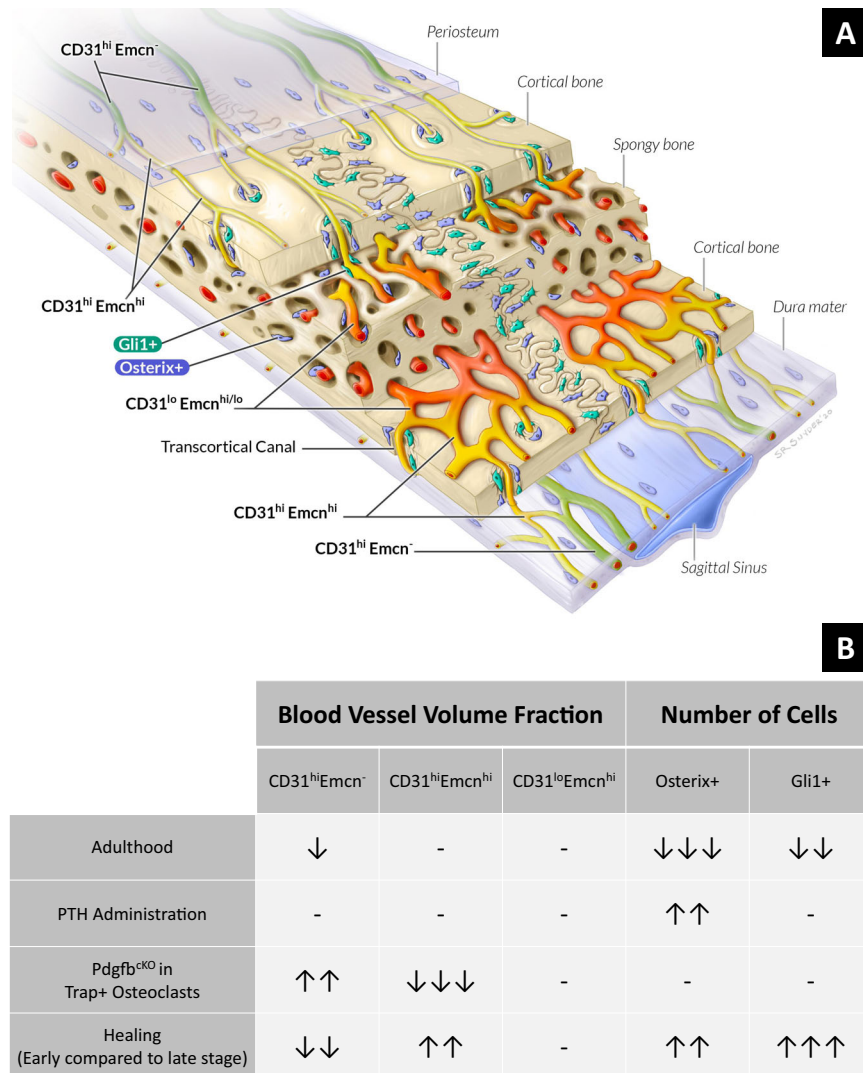 A
CD31ʰⁱ Emcn⁻
Periosteum
Cortical bone
Spongy bone
Cortical bone
Dura mater
CD31ʰⁱ Emcnʰⁱ
Gli1+
Osterix+
CD31ˡᵒ Emcnʰⁱ/ˡᵒ
Transcortical Canal
CD31ʰⁱ Emcnʰⁱ
CD31ʰⁱ Emcn⁻
Sagittal Sinus
S.R. SNYDER '20
B
Blood Vessel Volume Fraction Number of Cells
CD31ʰⁱEmcn⁻ CD31ʰⁱEmcnʰⁱ CD31ˡᵒEmcnʰⁱ Osterix+ Gli1+
Adulthood ↓ - - ↓↓↓ ↓↓
PTH Administration - - - ↑↑ -
Pdgfbᶜᴷᴼ in
Trap+ Osteoclasts ↑↑ ↓↓↓ - - -
Healing
(Early compared to late stage) ↓↓ ↑↑ - ↑↑ ↑↑↑